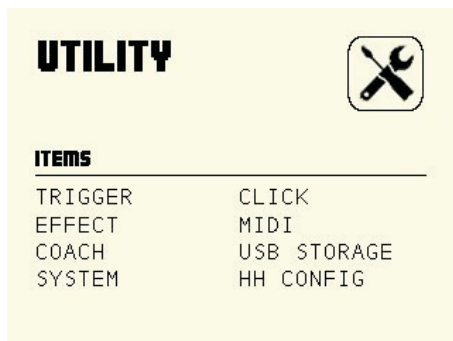 UTILITY
ITEMS
TRIGGER CLICK
EFFECT MIDI
COACH USB STORAGE
SYSTEM HH CONFIG